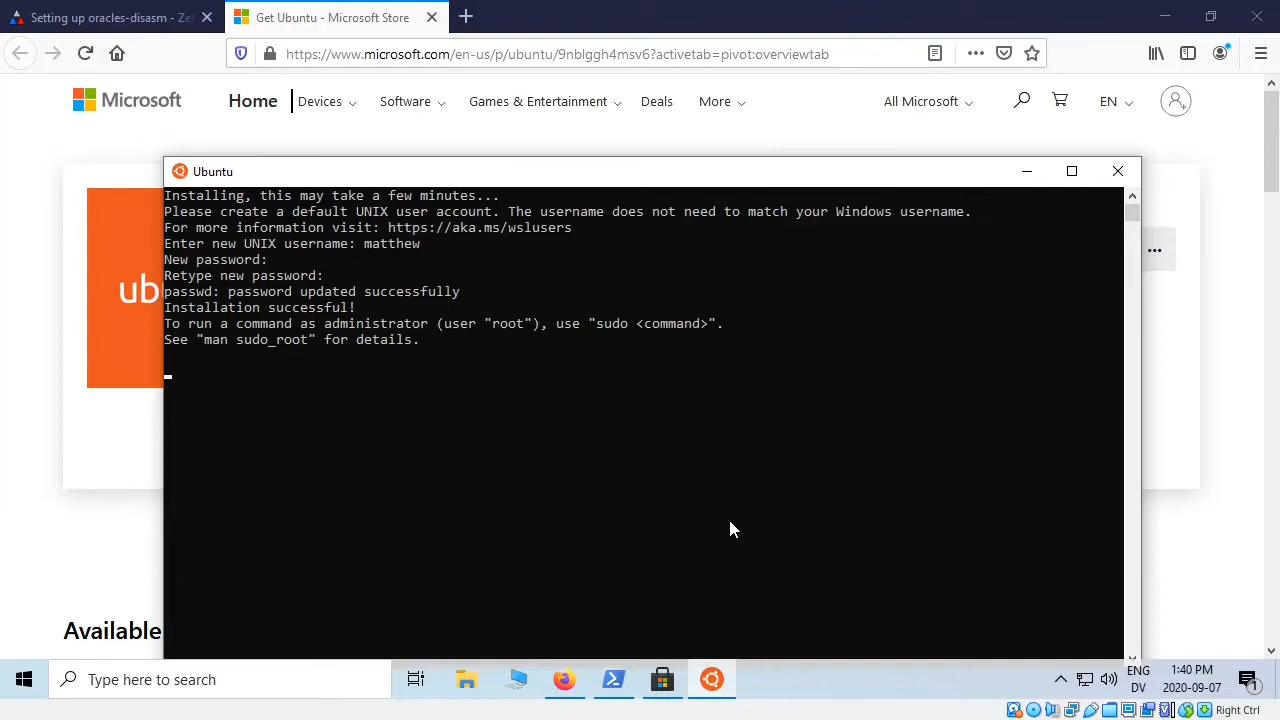 Setting up oracles-disasm - Ze
Get Ubuntu - Microsoft Store
https://www.microsoft.com/en-us/p/ubuntu/9nblggh4msv6?activetab=pivot:overviewtab
Microsoft
Home
Devices
Software
Games & Entertainment
Deals
More
All Microsoft
EN
ub
Ubuntu
Installing, this may take a few minutes...
Please create a default UNIX user account. The username does not need to match your Windows username.
For more information visit: https://aka.ms/wslusers
Enter new UNIX username: matthew
New password:
Retype new password:
passwd: password updated successfully
Installation successful!
To run a command as administrator (user "root"), use "sudo <command>".
See "man sudo_root" for details.
Available
Type here to search
ENG
DV
1:40 PM
2020-09-07
1
Right Ctrl